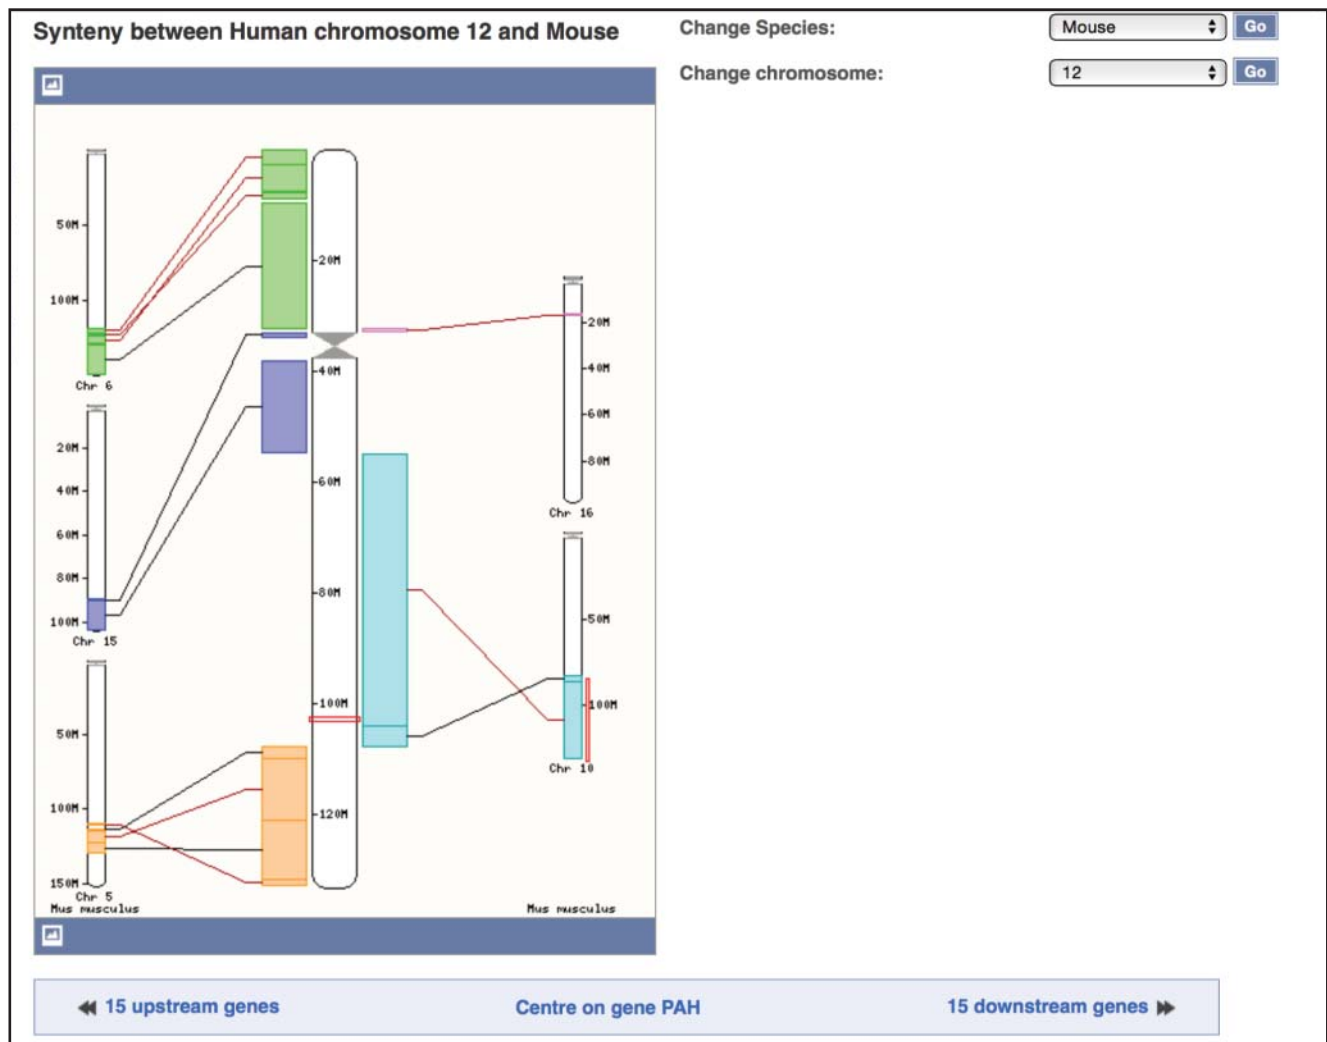 Synteny between Human chromosome 12 and Mouse
Change Species:
Mouse
Go
Change chromosome:
12
Go
50M
100M
Chr 6
20M
40M
60M
80M
100M
Chr 15
50M
100M
150M
Chr 5
Mus musculus
20M
40M
60M
80M
100M
120M
20M
40M
60M
80M
Chr 16
50M
100M
Chr 10
Mus musculus
15 upstream genes
Centre on gene PAH
15 downstream genes